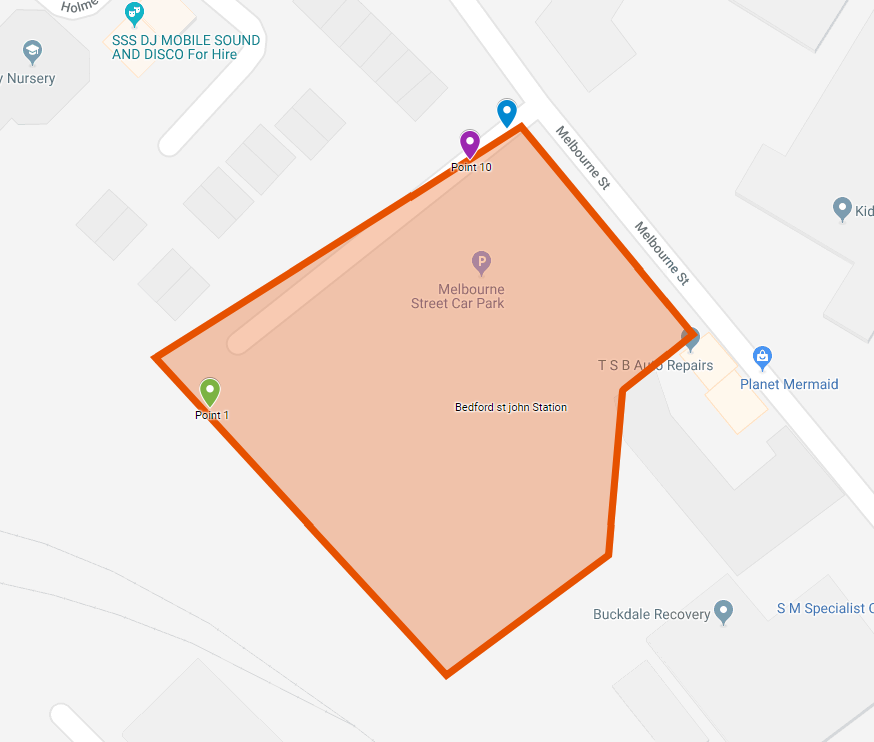 Holme
SSS DJ MOBILE SOUND
AND DISCO For Hire
y Nursery
Point 10
Melbourne St
Melbourne St
Kid
P
Melbourne
Street Car Park
T S B Auto Repairs
Planet Mermaid
Point 1
Bedford st john Station
Buckdale Recovery
S M Specialist C